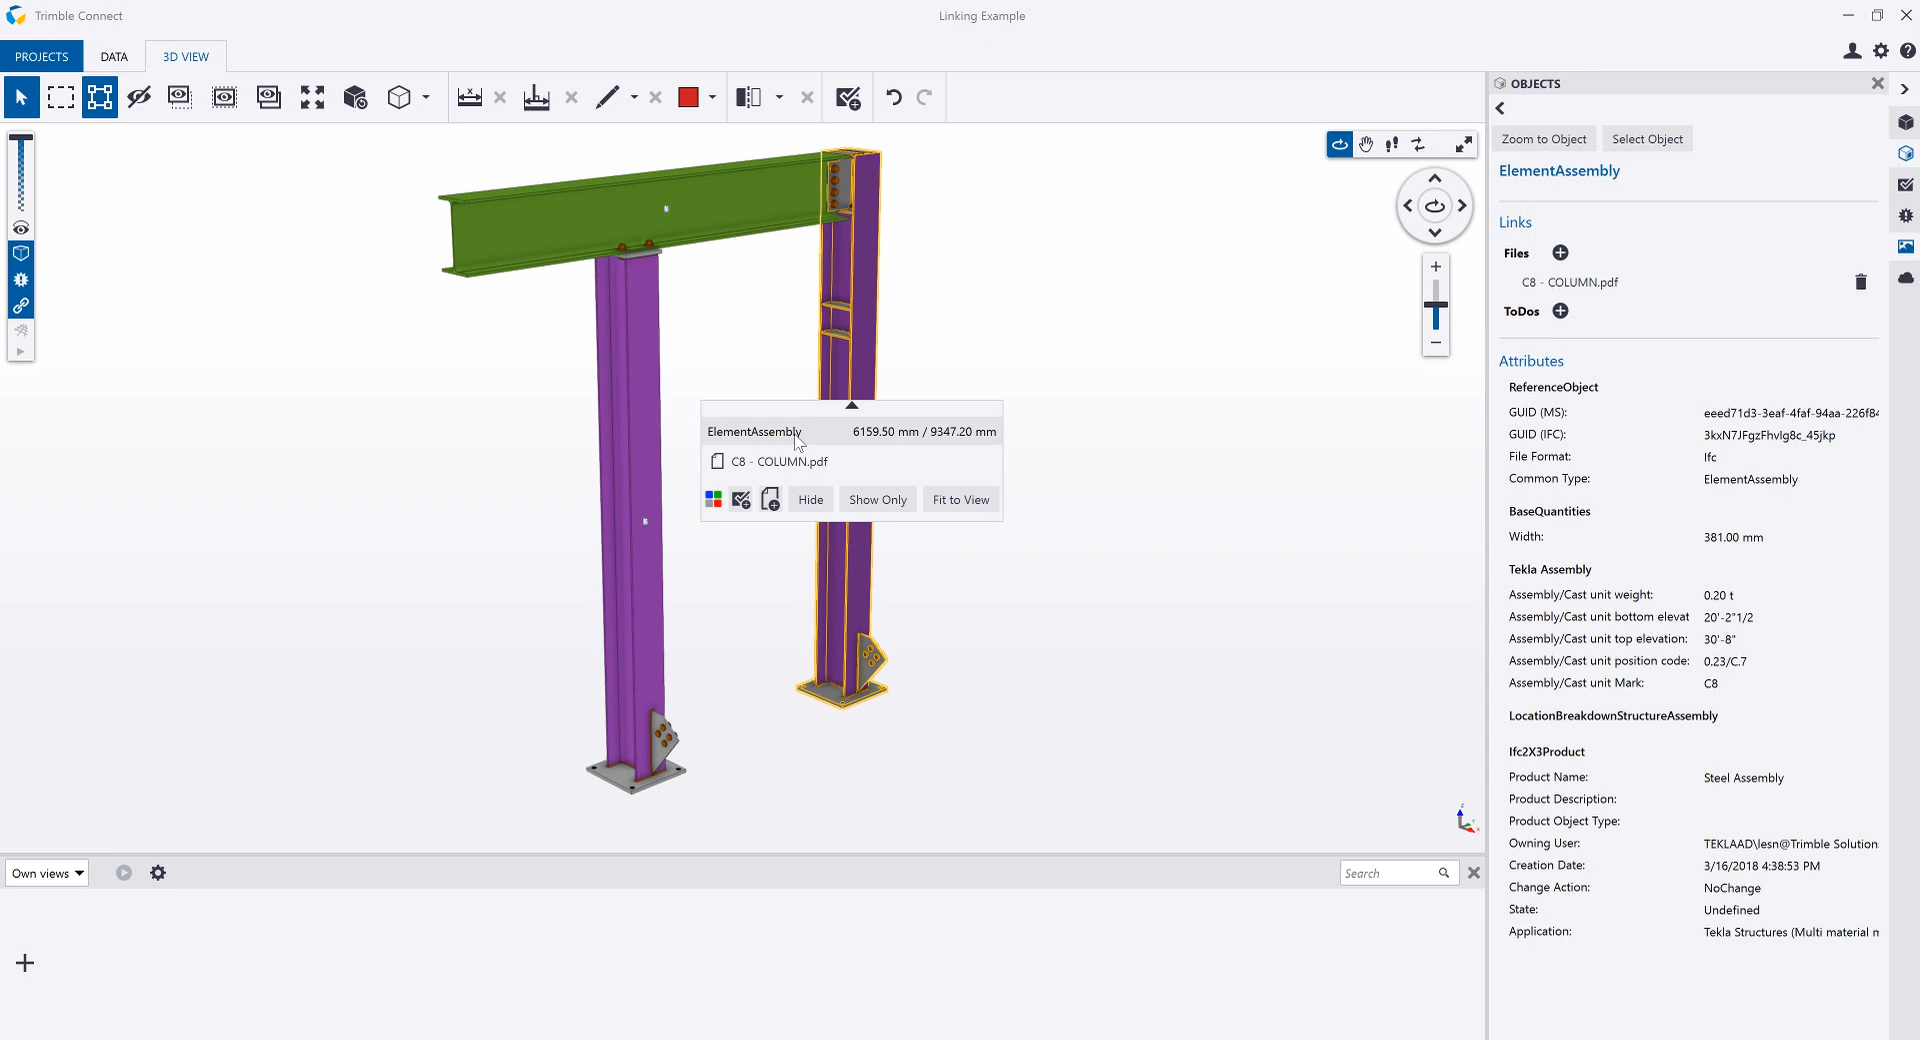 Trimble Connect
Linking Example
PROJECTS DATA 3D VIEW
OBJECTS
Zoom to Object Select Object
ElementAssembly
Links
Files
C8 - COLUMN.pdf
ToDos
Attributes
ReferenceObject
GUID (MS): eeed71d3-3eaf-4faf-94aa-226f84
GUID (IFC): 3kxN7JFgzFhvlg8c_45jkp
File Format: Ifc
Common Type: ElementAssembly
BaseQuantities
Width: 381.00 mm
Tekla Assembly
Assembly/Cast unit weight: 0.20 t
Assembly/Cast unit bottom elevat 20'-2"1/2
Assembly/Cast unit top elevation: 30'-8"
Assembly/Cast unit position code: 0.23/C.7
Assembly/Cast unit Mark: C8
LocationBreakdownStructureAssembly
Ifc2X3Product
Product Name: Steel Assembly
Product Description:
Product Object Type:
Owning User: TEKLAAD\lesn@Trimble Solution
Creation Date: 3/16/2018 4:38:53 PM
Change Action: NoChange
State: Undefined
Application: Tekla Structures (Multi material
ElementAssembly 6159.50 mm / 9347.20 mm
C8 - COLUMN.pdf
Hide Show Only Fit to View
Own views
Search